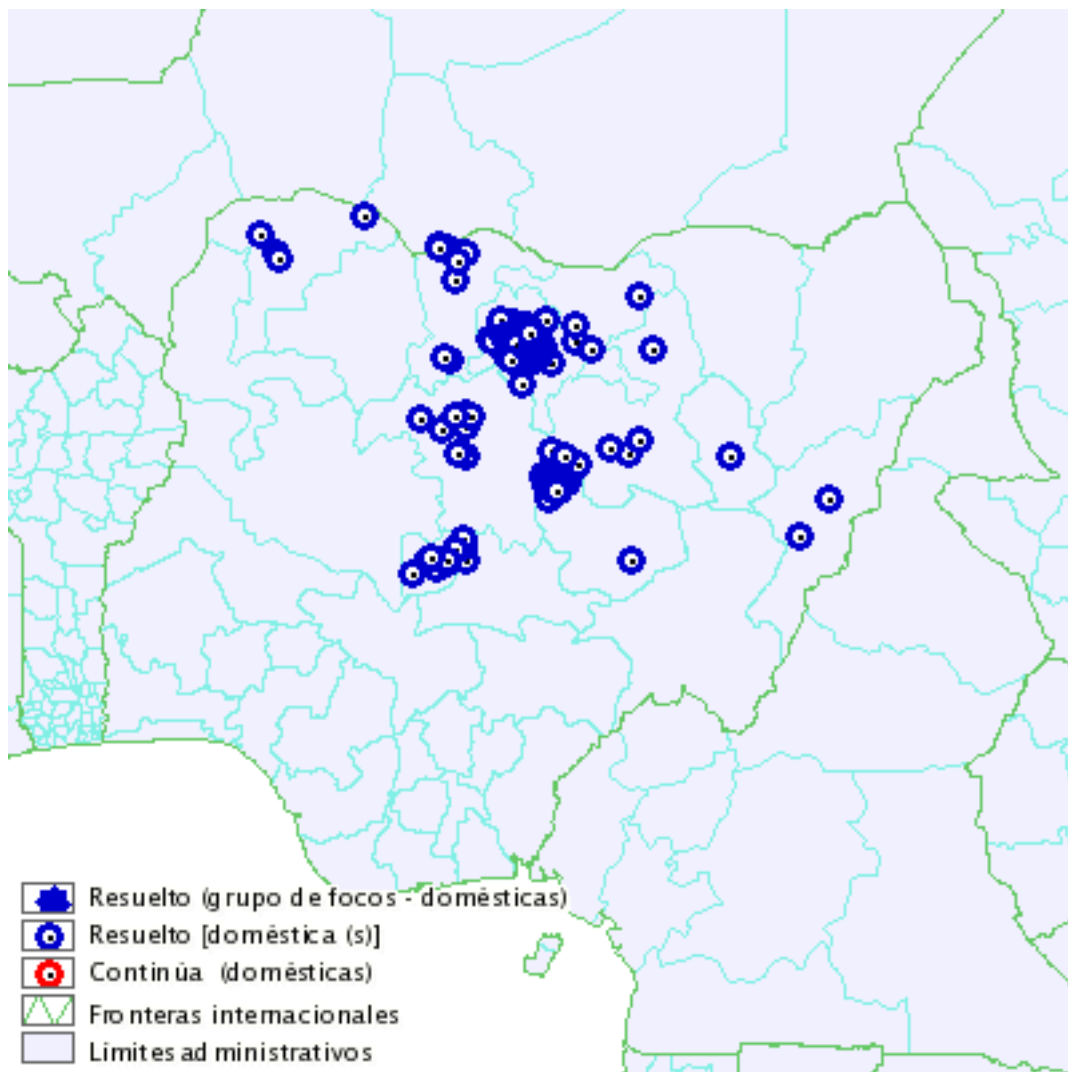 Resuelto (grupo de focos - domésticas)
Resuelto [doméstica (s)]
Continúa (domésticas)
Fronteras internacionales
Límites administrativos